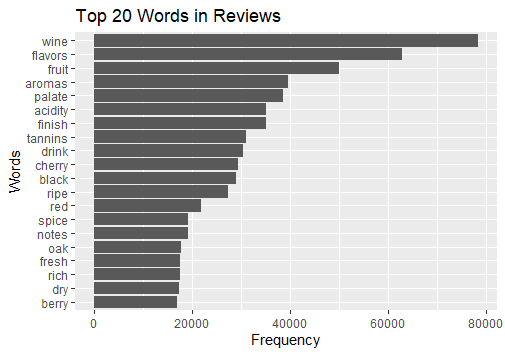 Top 20 Words in Reviews
Words
wine
flavors
fruit
aromas
palate
acidity
finish
tannins
drink
cherry
black
ripe
red
spice
notes
oak
fresh
rich
dry
berry
0 20000 40000 60000 80000
Frequency